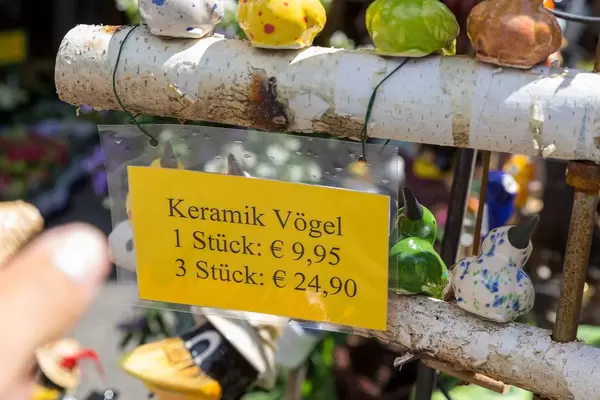 Keramik Vögel
1 Stück: € 9,95
3 Stück: € 24,90